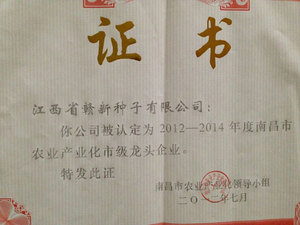 证书
江西省赣新种子有限公司：
你公司被认定为2012—2014年度南昌市
农业产业化市级龙头企业。
特发此证
南昌市农业产业化领导小组
二〇一二年七月